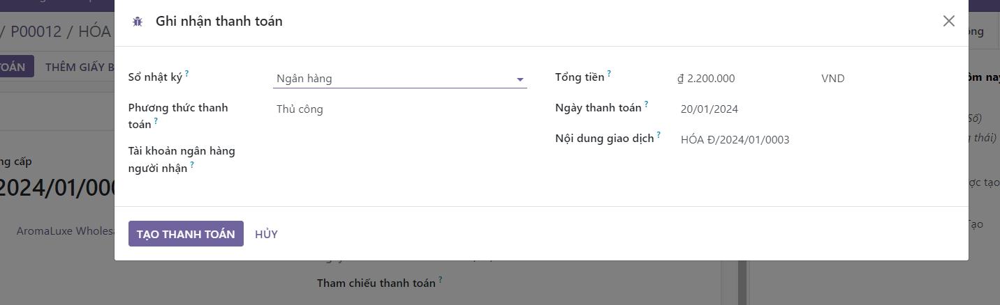 Ghi nhận thanh toán
/ P00012 / HÓA
TOÁN THÊM GIẤY B
Sổ nhật ký ?
Ngân hàng
Tổng tiền ?
₫ 2.200.000
VND
Phương thức thanh
toán ?
Thủ công
Ngày thanh toán ?
20/01/2024
Nội dung giao dịch ?
HÓA Đ/2024/01/0003
Tài khoản ngân hàng
người nhận ?
ng cấp
2024/01/000
AromaLuxe Wholesa
TẠO THANH TOÁN
HỦY
Tham chiếu thanh toán ?
ông
ôm nay
Số)
g thái)
ợc tạo
Tạo